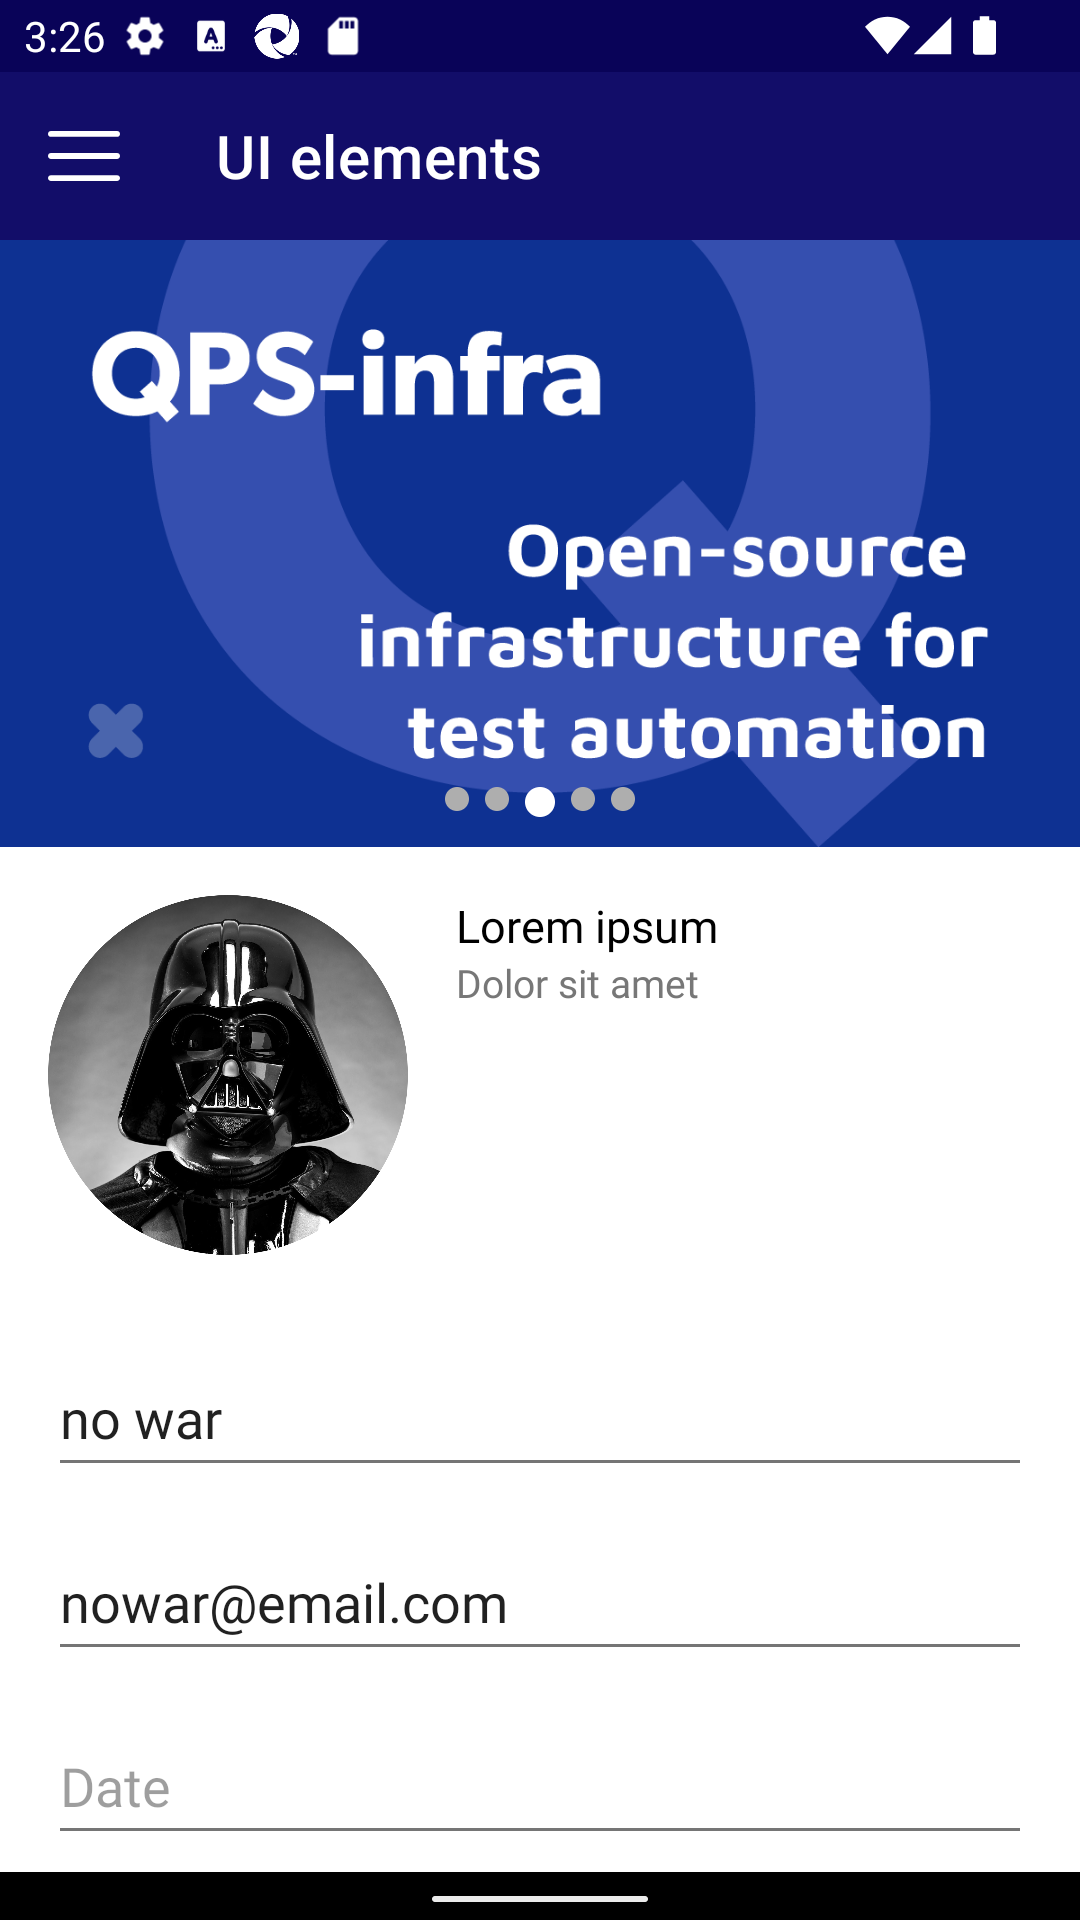 3:26
UI elements
QPS-infra
Open-source
infrastructure for
test automation
Lorem ipsum
Dolor sit amet
no war
nowar@email.com
Date